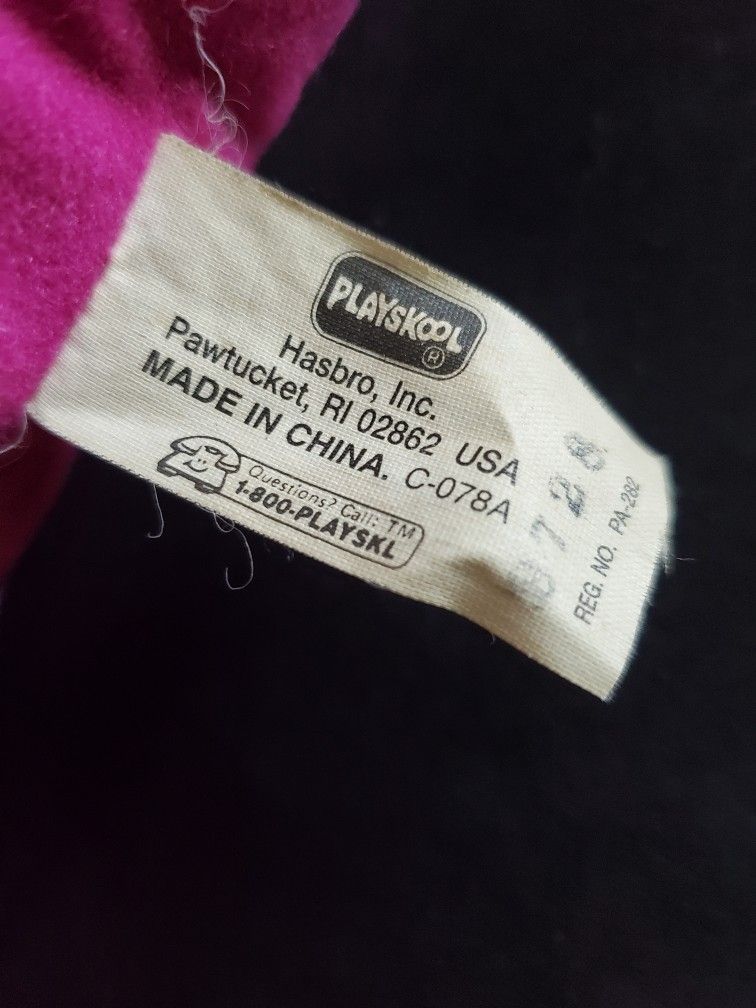 PLAYSKOOL®
Hasbro, Inc.
Pawtucket, RI 02862 USA
MADE IN CHINA. C-078A
Questions? Call: TM
1-800-PLAYSKL
REG. NO. PA-282